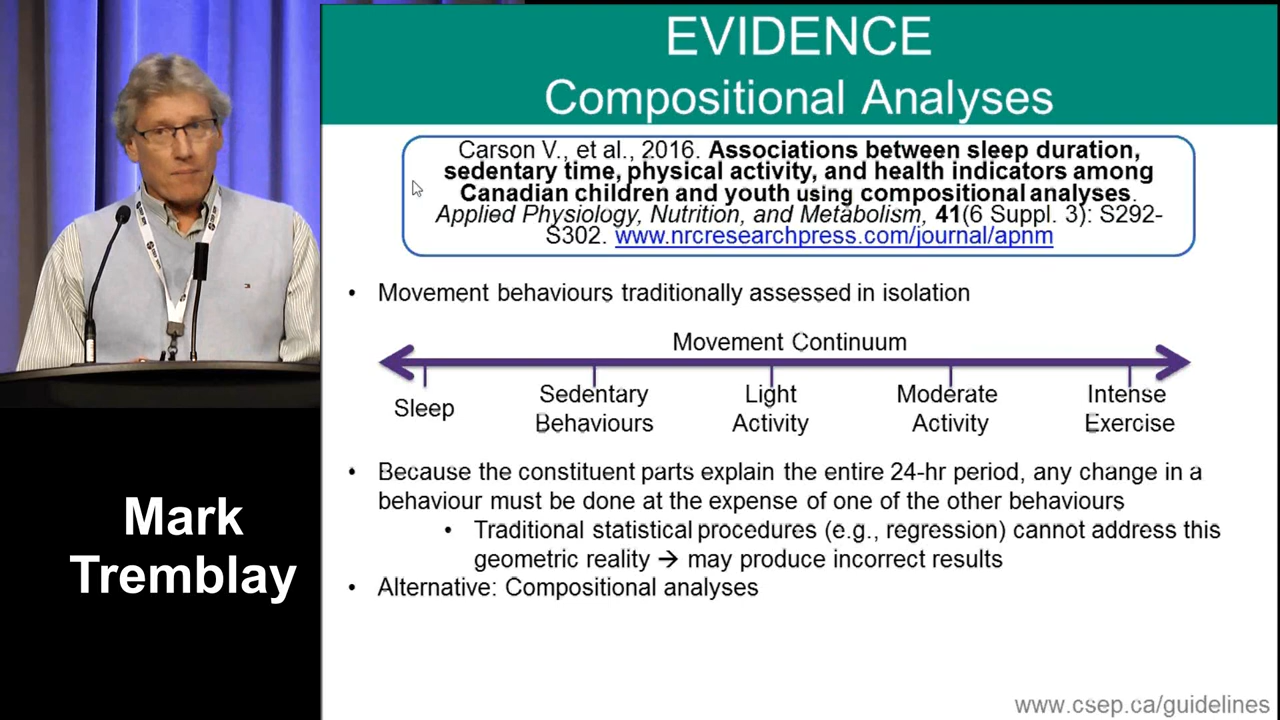 EVIDENCE
Compositional Analyses
Carson V., et al., 2016. Associations between sleep duration,
sedentary time, physical activity, and health indicators among
Canadian children and youth using compositional analyses.
Applied Physiology, Nutrition, and Metabolism, 41(6 Suppl. 3): S292-
S302. www.nrcresearchpress.com/journal/apnm
• Movement behaviours traditionally assessed in isolation
Movement Continuum
Sleep
Sedentary
Behaviours
Light
Activity
Moderate
Activity
Intense
Exercise
• Because the constituent parts explain the entire 24-hr period, any change in a
behaviour must be done at the expense of one of the other behaviours
• Traditional statistical procedures (e.g., regression) cannot address this
geometric reality → may produce incorrect results
• Alternative: Compositional analyses
Mark
Tremblay
www.csep.ca/guidelines